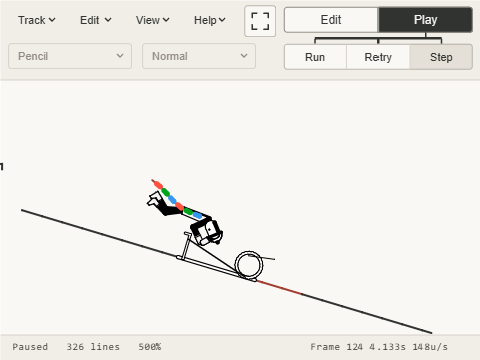 Track Edit View Help Edit Play
Pencil Normal Run Retry Step
Paused 326 lines 500% Frame 124 4.133s 148u/s